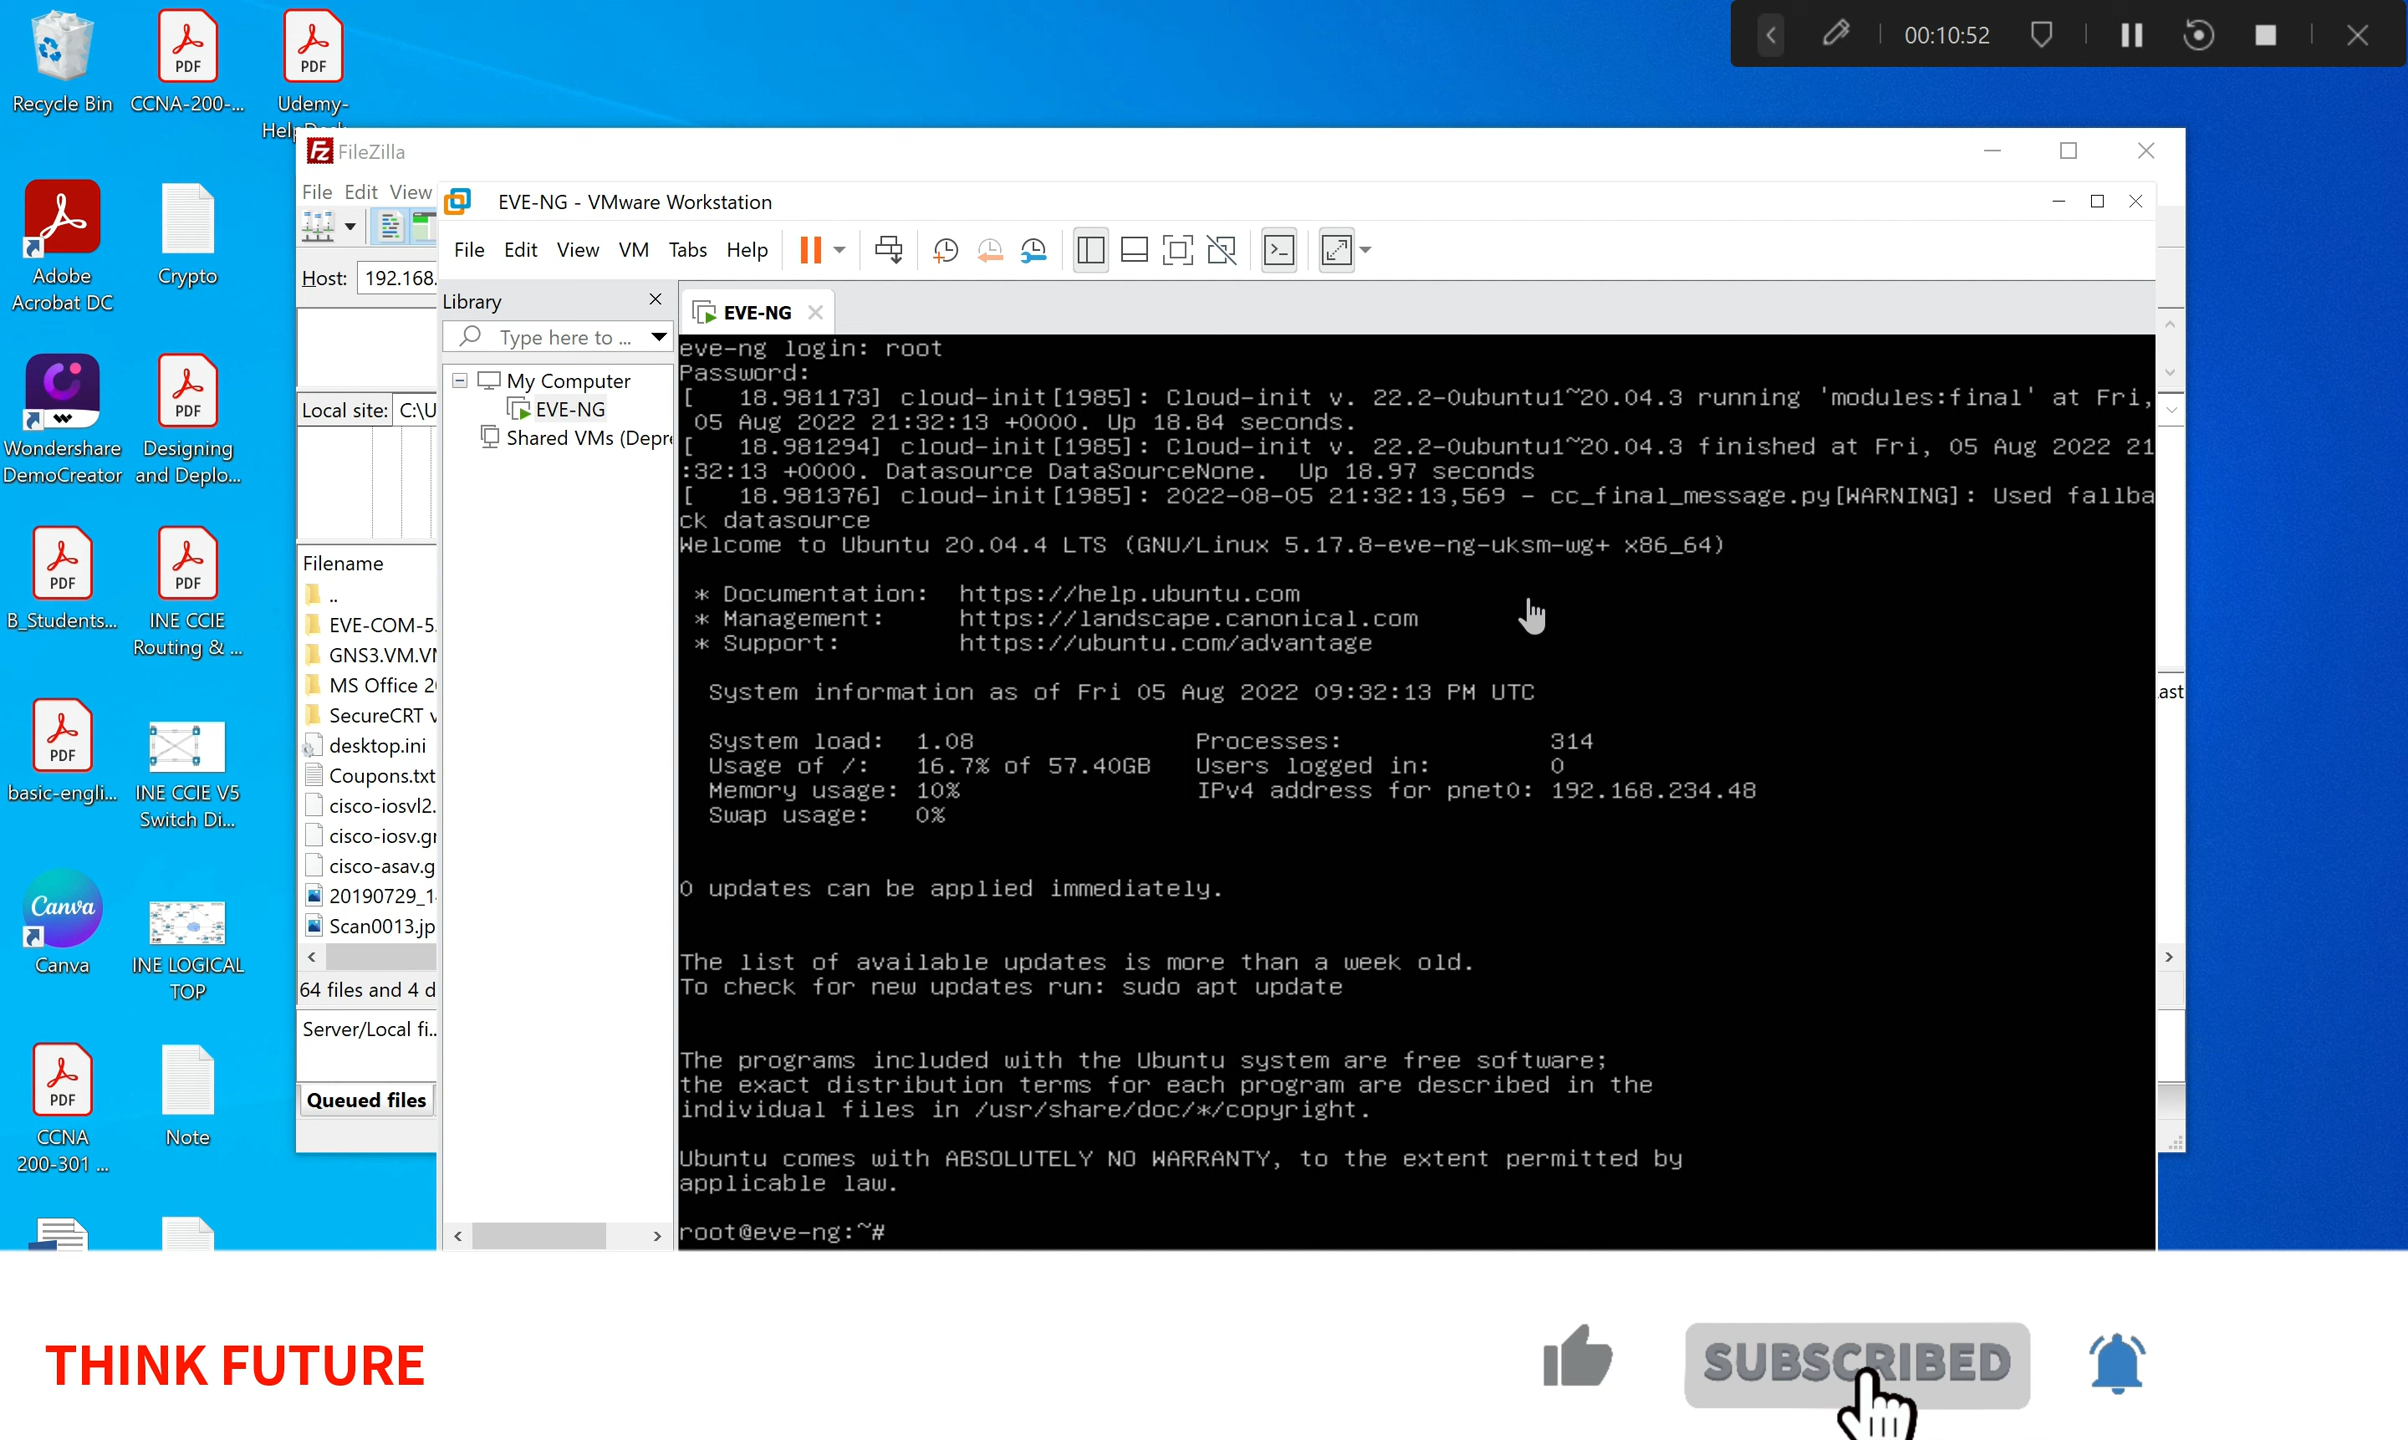 Recycle Bin
CCNA-200-...
Udemy-
HelpDesk
00:10:52
Adobe
Acrobat DC
Crypto
Wondershare
DemoCreator
Designing
and Deplo...
B_Students...
INE CCIE
Routing & ...
basic-engli...
INE CCIE V5
Switch Di...
Canva
Canva
INE LOGICAL
TOP
CCNA
200-301 ...
Note
PDF
PDF
PDF
PDF
PDF
PDF
PDF
FileZilla
File Edit View
Host: 192.168.
Local site: C:\U
Filename
..
EVE-COM-5.
GNS3.VM.VM
MS Office 20
SecureCRT v
desktop.ini
Coupons.txt
cisco-iosvl2.
cisco-iosv.gn
cisco-asav.g
20190729_1
Scan0013.jp
64 files and 4 d
Server/Local fi...
Queued files
ast
EVE-NG - VMware Workstation
File Edit View VM Tabs Help
Library
Type here to ...
My Computer
EVE-NG
Shared VMs (Depre
EVE-NG
eve-ng login: root
Password:
[   18.981173] cloud-init[1985]: Cloud-init v. 22.2-0ubuntu1~20.04.3 running 'modules:final' at Fri,
 05 Aug 2022 21:32:13 +0000. Up 18.84 seconds.
[   18.981294] cloud-init[1985]: Cloud-init v. 22.2-0ubuntu1~20.04.3 finished at Fri, 05 Aug 2022 21
:32:13 +0000. Datasource DataSourceNone.  Up 18.97 seconds
[   18.981376] cloud-init[1985]: 2022-08-05 21:32:13,569 - cc_final_message.py[WARNING]: Used fallba
ck datasource
Welcome to Ubuntu 20.04.4 LTS (GNU/Linux 5.17.8-eve-ng-uksm-wg+ x86_64)
* Documentation:  https://help.ubuntu.com
* Management:     https://landscape.canonical.com
* Support:        https://ubuntu.com/advantage
System information as of Fri 05 Aug 2022 09:32:13 PM UTC
System load:  1.08               Processes:              314
Usage of /:   16.7% of 57.40GB   Users logged in:        0
Memory usage: 10%                IPv4 address for pnet0: 192.168.234.48
Swap usage:   0%
0 updates can be applied immediately.
The list of available updates is more than a week old.
To check for new updates run: sudo apt update
The programs included with the Ubuntu system are free software;
the exact distribution terms for each program are described in the
individual files in /usr/share/doc/*/copyright.
Ubuntu comes with ABSOLUTELY NO WARRANTY, to the extent permitted by
applicable law.
root@eve-ng:~#
THINK FUTURE
SUBSCRIBED